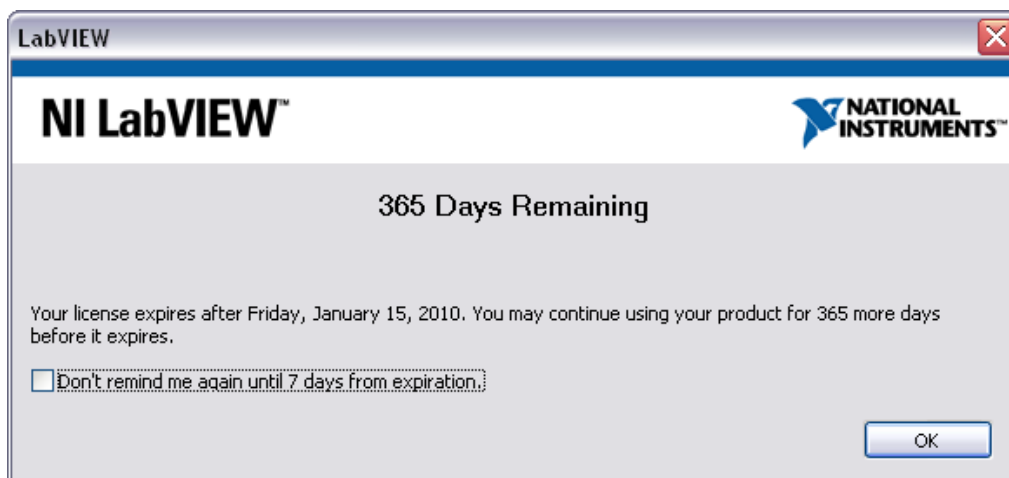 LabVIEW
NI LabVIEW™
NATIONAL
INSTRUMENTS™
365 Days Remaining
Your license expires after Friday, January 15, 2010. You may continue using your product for 365 more days
before it expires.
Don't remind me again until 7 days from expiration.
OK